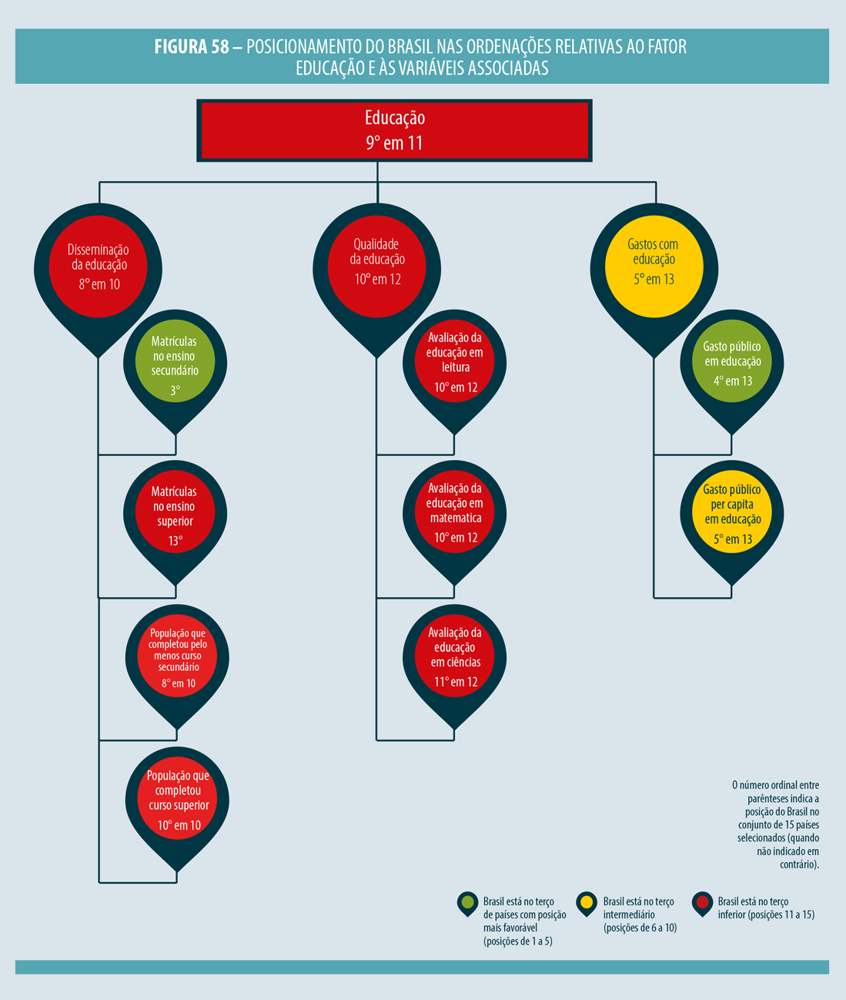 FIGURA 58 – POSICIONAMENTO DO BRASIL NAS ORDENAÇÕES RELATIVAS AO FATOR
EDUCAÇÃO E ÀS VARIÁVEIS ASSOCIADAS
Educação
9° em 11
Disseminação
da educação
8° em 10
Matrículas
no ensino
secundário
3°
Matrículas
no ensino
superior
13°
População que
completou pelo
menos curso
secundário
8° em 10
População que
completou
curso superior
10° em 10
Qualidade
da educação
10° em 12
Avaliação da
educação em
leitura
10° em 12
Avaliação da
educação em
matematica
10° em 12
Avaliação da
educação
em ciências
11° em 12
Gastos com
educação
5° em 13
Gasto público
em educação
4° em 13
Gasto público
per capita
em educação
5° em 13
O número ordinal entre
parênteses indica a
posição do Brasil no
conjunto de 15 países
selecionados (quando
não indicado em
contrário).
Brasil está no terço
de países com posição
mais favorável
(posições de 1 a 5)
Brasil está no terço
intermediário
(posições de 6 a 10)
Brasil está no terço
inferior (posições 11 a 15)